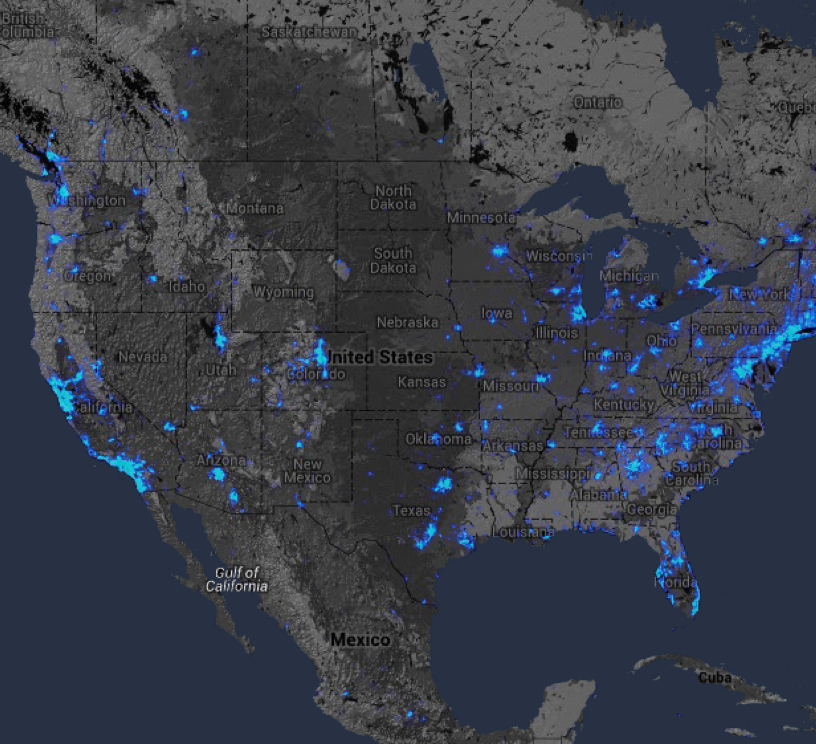 British
Columbia
Saskatchewan
Ontario
Quebe
Washington
North
Dakota
Montana
Minnesota
South
Dakota
Wisconsin
Michigan
Oregon
Idaho
Wyoming
New York
Iowa
Nebraska
Illinois
Ohio
Pennsylvania
Nevada
United States
Indiana
Utah
Colorado
Kansas
Missouri
West
Virginia
California
Kentucky
Virginia
Oklahoma
Arkansas
Tennessee
North
Carolina
Arizona
New
Mexico
Mississippi
South
Carolina
Alabama
Texas
Georgia
Louisiana
Gulf of
California
Florida
Mexico
Cuba